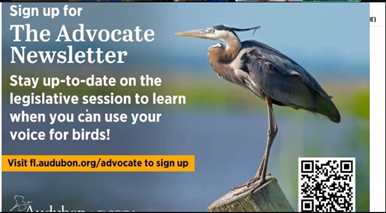 Sign up for
The Advocate
Newsletter
Stay up-to-date on the
legislative session to learn
when you can use your
voice for birds!
Visit fl.audubon.org/advocate to sign up
Audubon